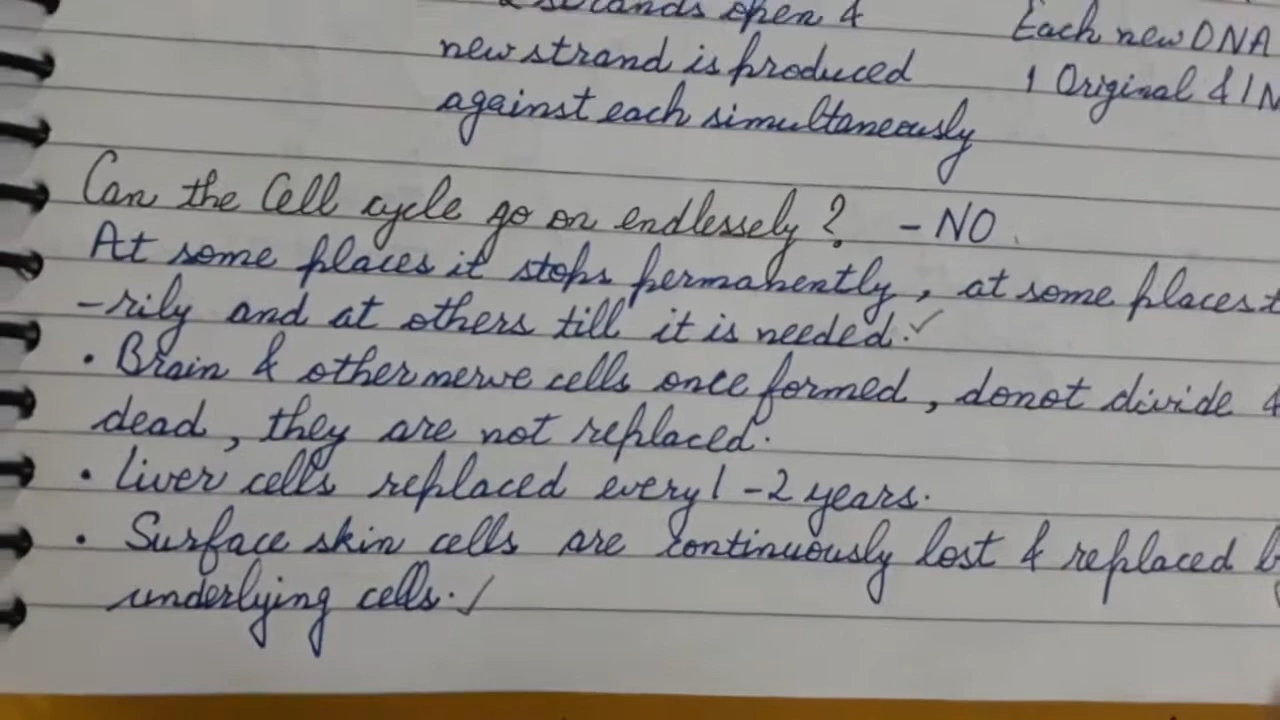 strands open &
new strand is produced
against each simultaneously
Each new DNA
1 Original & 1 N
Can the Cell cycle go on endlessely? - NO
At some places it stops permanently, at some places t
-rily and at others till it is needed. ✓
• Brain & other nerve cells once formed, donot divide &
dead, they are not replaced.
• Liver cells replaced every 1-2 years.
• Surface skin cells are continuously lost & replaced b
underlying cells. ✓